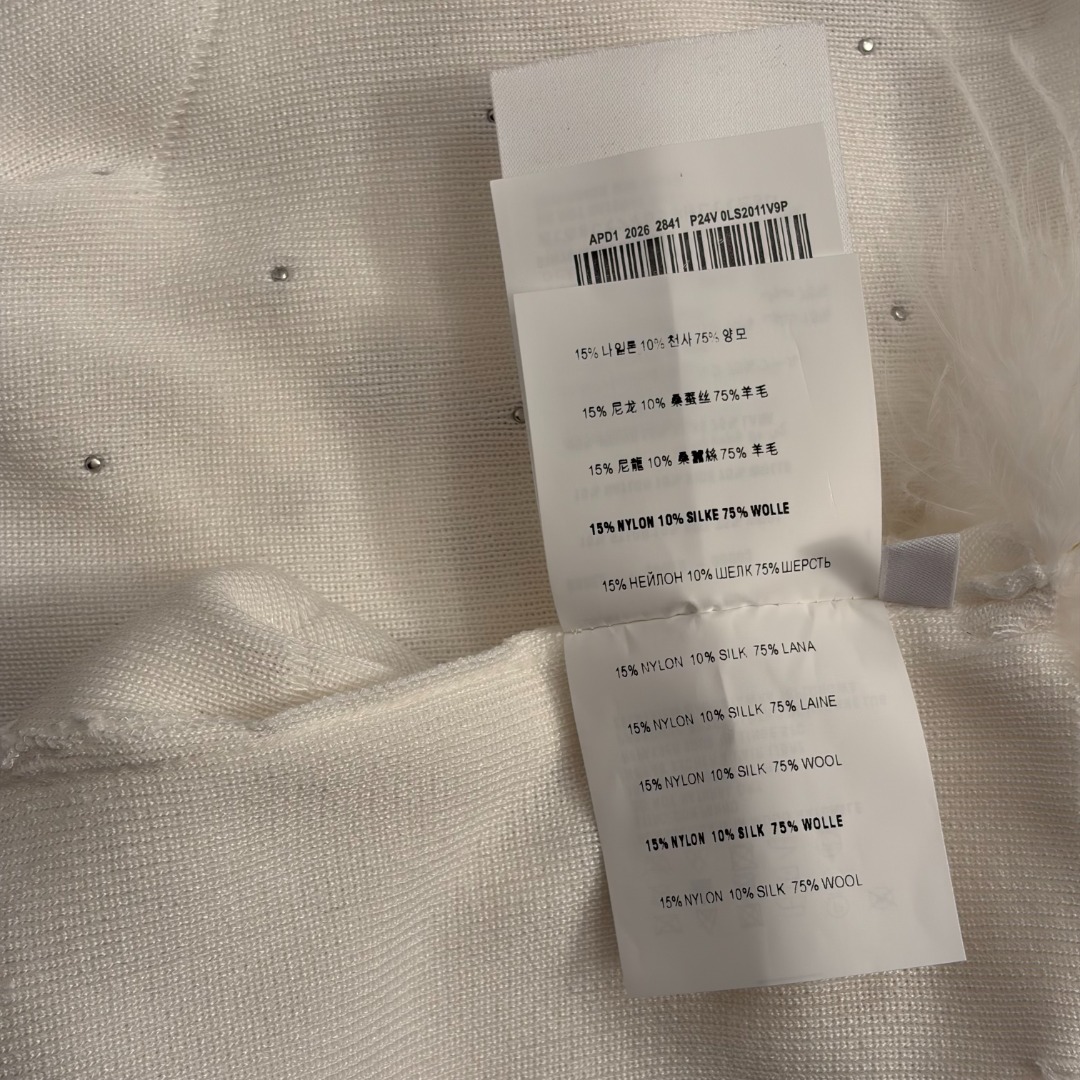 APD1 2026 2841 P24V 0LS2011V9P
15% 나일론 10% 천사 75% 양모
15% 尼龙 10% 桑蚕丝 75% 羊毛
15% 尼龍 10% 桑蠶絲 75% 羊毛
15% NYLON 10% SILKE 75% WOLLE
15% НЕЙЛОН 10% ШЕЛК 75% ШЕРСТЬ
15% NYLON 10% SILK 75% LANA
15% NYLON 10% SILLK 75% LAINE
15% NYLON 10% SILK 75% WOOL
15% NYLON 10% SILK 75% WOLLE
15% NYLON 10% SILK 75% WOOL